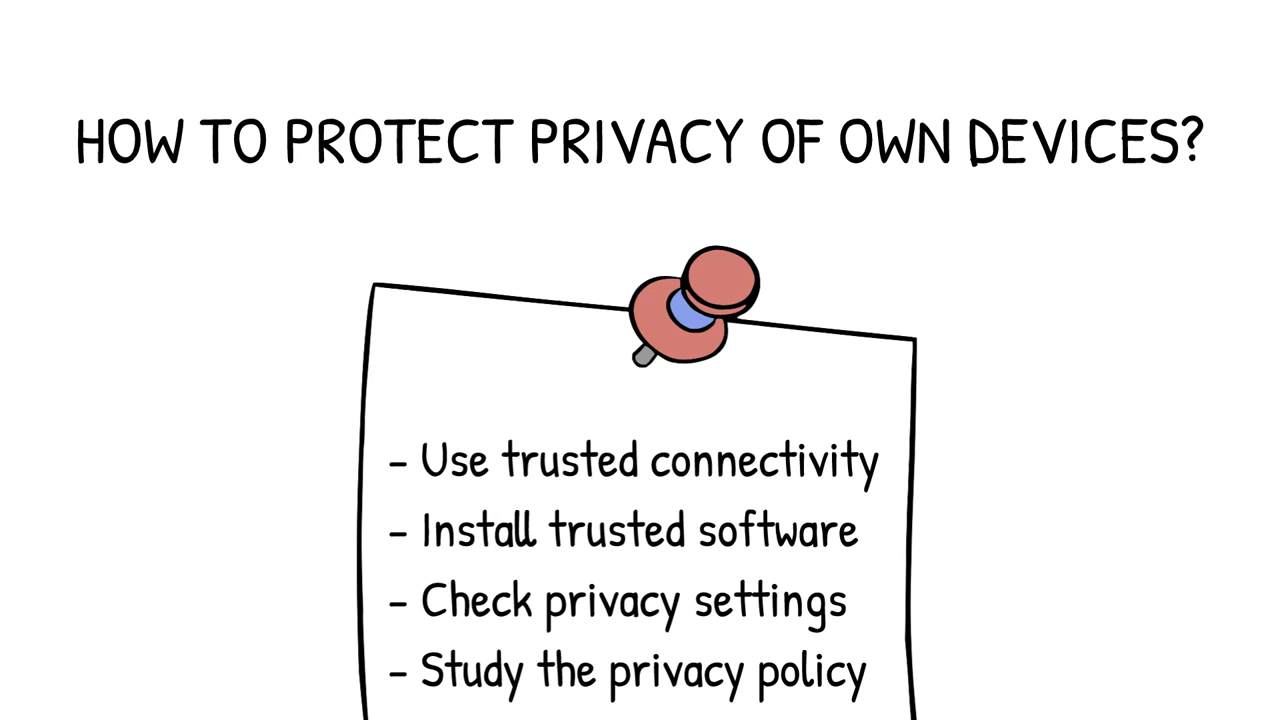 HOW TO PROTECT PRIVACY OF OWN DEVICES?
- Use trusted connectivity
- Install trusted software
- Check privacy settings
- Study the privacy policy